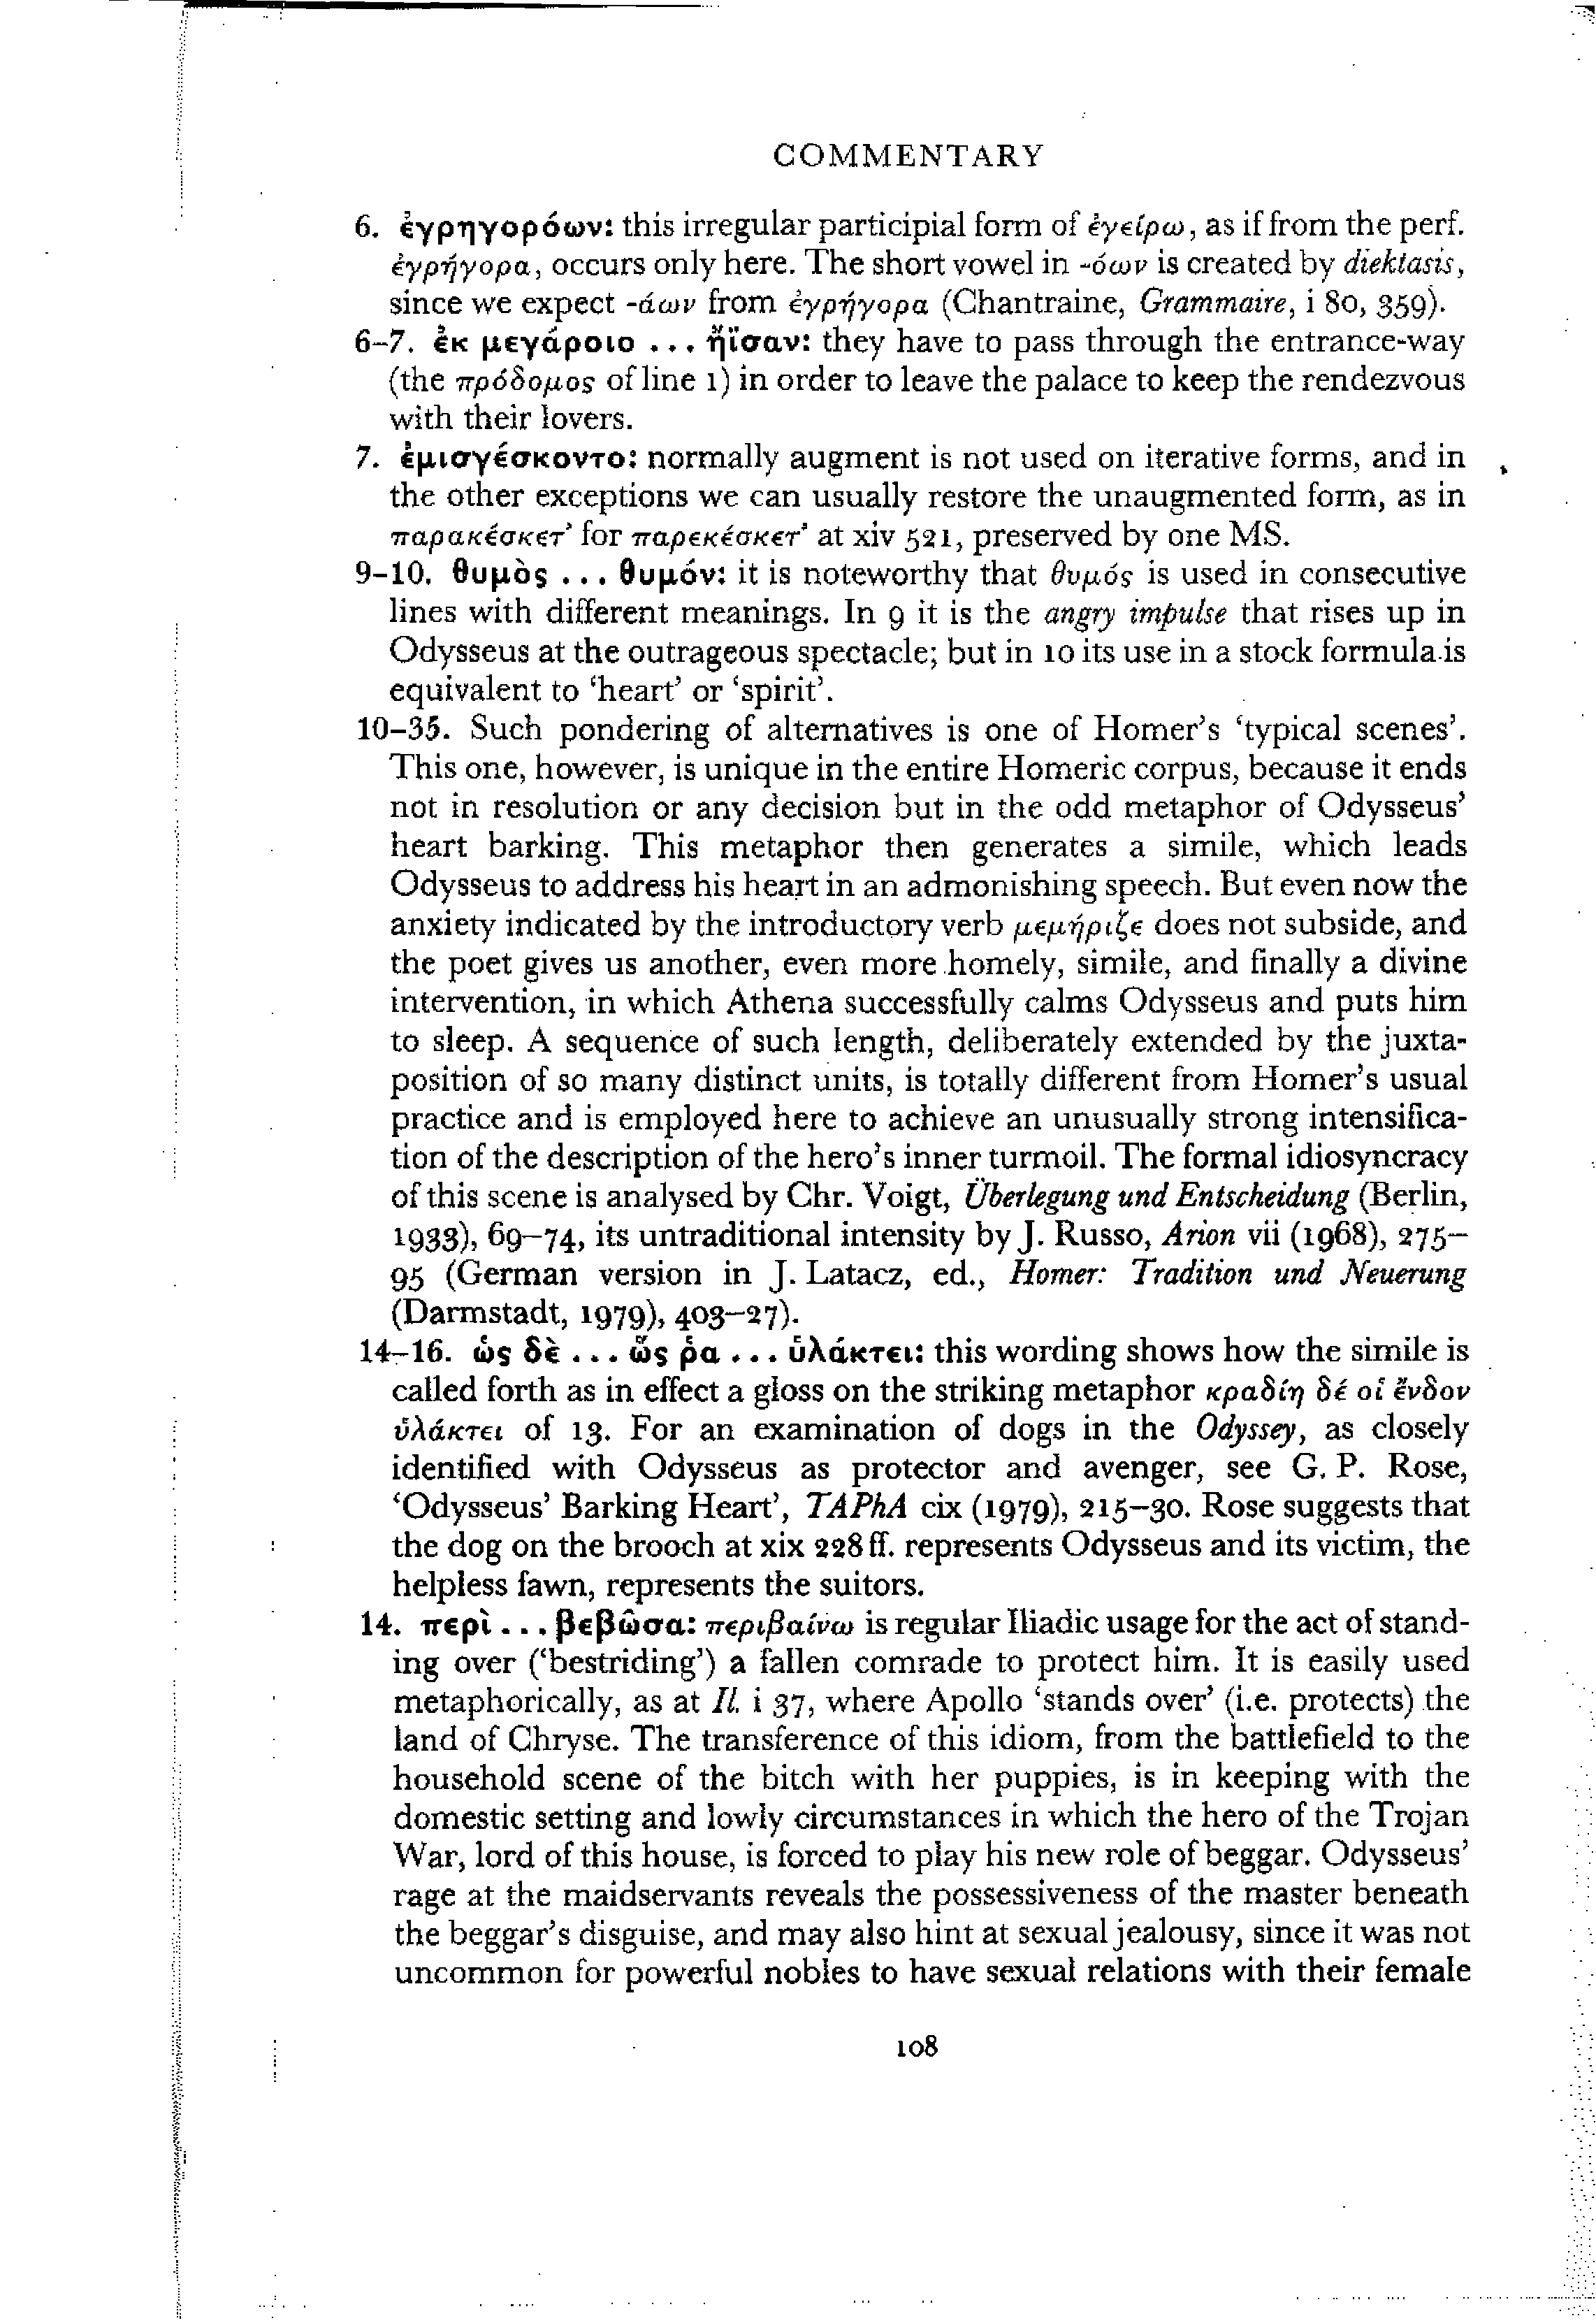 COMMENTARY
6. ἐγρηγορόων: this irregular participial form of ἐγείρω, as if from the perf.
ἐγρήγορα, occurs only here. The short vowel in -όων is created by diektasis,
since we expect -άων from ἐγρήγορα (Chantraine, Grammaire, i 80, 359).
6–7. ἐκ μεγάροιο ... ἤϊσαν: they have to pass through the entrance-way
(the πρόδομος of line 1) in order to leave the palace to keep the rendezvous
with their lovers.
7. ἐμισγέσκοντο: normally augment is not used on iterative forms, and in
the other exceptions we can usually restore the unaugmented form, as in
παρακέσκετ' for παρεκέσκετ' at xiv 521, preserved by one MS.
9–10. θυμὸς ... θυμόν: it is noteworthy that θυμός is used in consecutive
lines with different meanings. In 9 it is the angry impulse that rises up in
Odysseus at the outrageous spectacle; but in 10 its use in a stock formula is
equivalent to ‘heart’ or ‘spirit’.
10–35. Such pondering of alternatives is one of Homer's ‘typical scenes’.
This one, however, is unique in the entire Homeric corpus, because it ends
not in resolution or any decision but in the odd metaphor of Odysseus'
heart barking. This metaphor then generates a simile, which leads
Odysseus to address his heart in an admonishing speech. But even now the
anxiety indicated by the introductory verb μεμήριζε does not subside, and
the poet gives us another, even more homely, simile, and finally a divine
intervention, in which Athena successfully calms Odysseus and puts him
to sleep. A sequence of such length, deliberately extended by the juxta-
position of so many distinct units, is totally different from Homer's usual
practice and is employed here to achieve an unusually strong intensifica-
tion of the description of the hero's inner turmoil. The formal idiosyncracy
of this scene is analysed by Chr. Voigt, Überlegung und Entscheidung (Berlin,
1933), 69–74, its untraditional intensity by J. Russo, Arion vii (1968), 275–
95 (German version in J. Latacz, ed., Homer: Tradition und Neuerung
(Darmstadt, 1979), 403–27).
14–16. ὡς δὲ ... ὥς ῥα ... ὑλάκτει: this wording shows how the simile is
called forth as in effect a gloss on the striking metaphor κραδίη δέ οἱ ἔνδον
ὑλάκτει of 13. For an examination of dogs in the Odyssey, as closely
identified with Odysseus as protector and avenger, see G. P. Rose,
‘Odysseus' Barking Heart’, TAPhA cix (1979), 215–30. Rose suggests that
the dog on the brooch at xix 228 ff. represents Odysseus and its victim, the
helpless fawn, represents the suitors.
14. περὶ ... βεβῶσα: περιβαίνω is regular Iliadic usage for the act of stand-
ing over (‘bestriding’) a fallen comrade to protect him. It is easily used
metaphorically, as at Il. i 37, where Apollo ‘stands over’ (i.e. protects) the
land of Chryse. The transference of this idiom, from the battlefield to the
household scene of the bitch with her puppies, is in keeping with the
domestic setting and lowly circumstances in which the hero of the Trojan
War, lord of this house, is forced to play his new role of beggar. Odysseus'
rage at the maidservants reveals the possessiveness of the master beneath
the beggar's disguise, and may also hint at sexual jealousy, since it was not
uncommon for powerful nobles to have sexual relations with their female
108